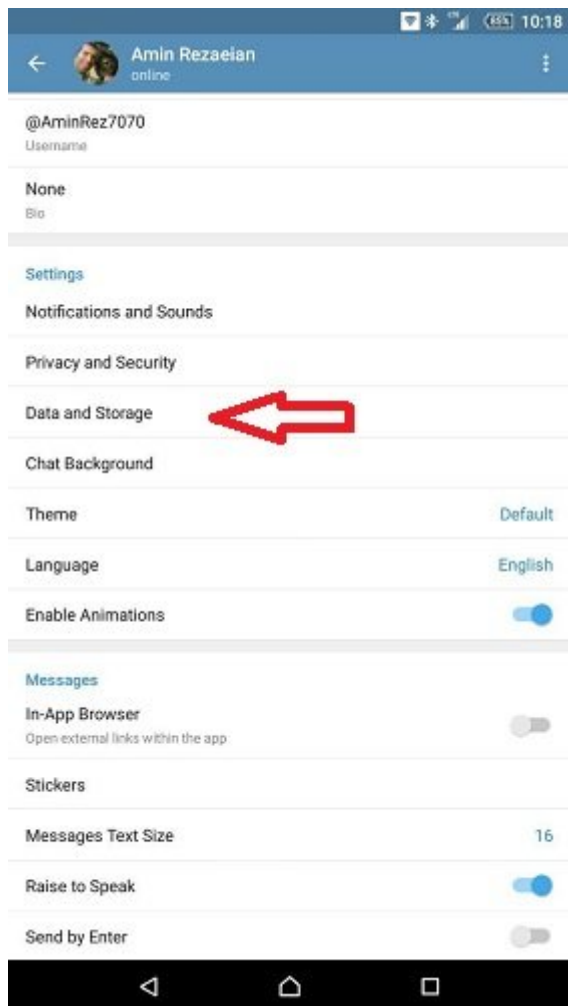 65% 10:18
Amin Rezaeian
online
@AminRez7070
Username
None
Bio
Settings
Notifications and Sounds
Privacy and Security
Data and Storage
Chat Background
Theme Default
Language English
Enable Animations
Messages
In-App Browser
Open external links within the app
Stickers
Messages Text Size 16
Raise to Speak
Send by Enter